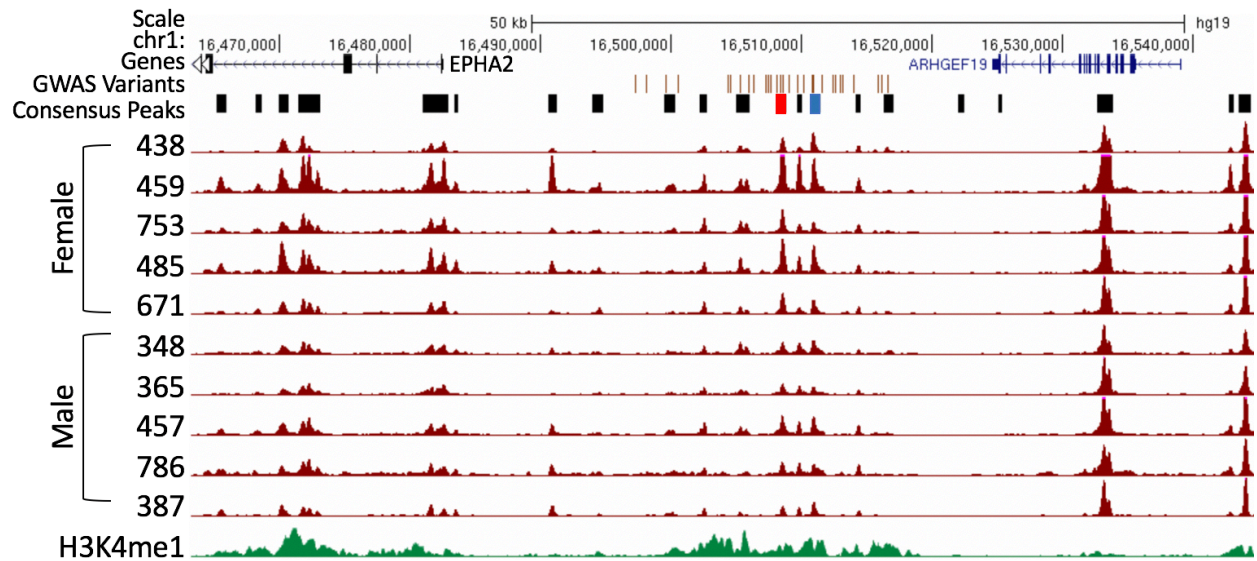 Scale 50 kb hg19
chr1: 16,470,000 16,480,000 16,490,000 16,500,000 16,510,000 16,520,000 16,530,000 16,540,000
Genes EPHA2 ARHGEF19
GWAS Variants
Consensus Peaks
Female
438
459
753
485
671
Male
348
365
457
786
387
H3K4me1